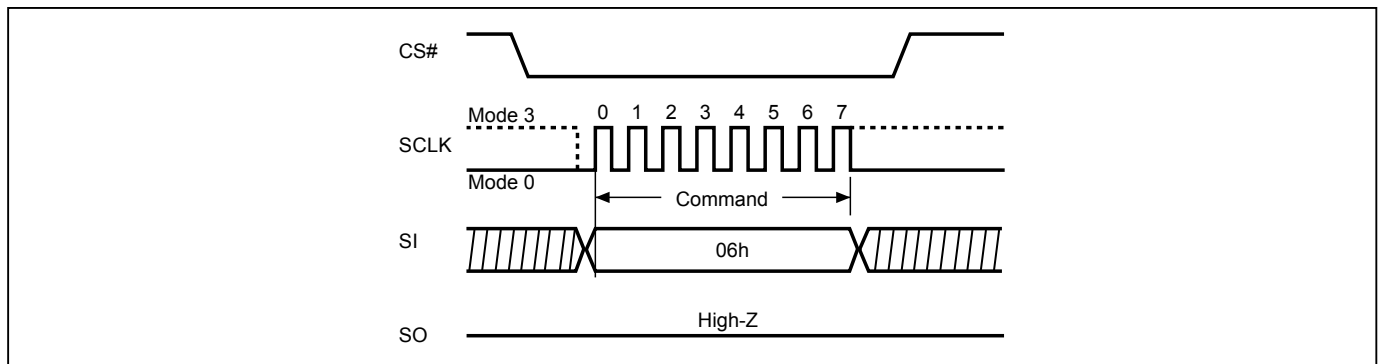 CS#
Mode 3
0 1 2 3 4 5 6 7
SCLK
Mode 0
Command
SI
06h
High-Z
SO